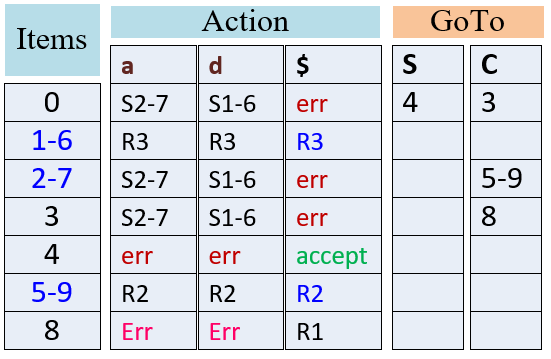 Items Action GoTo
a d $ S C
0 S2-7 S1-6 err 4 3
1-6 R3 R3 R3
2-7 S2-7 S1-6 err 5-9
3 S2-7 S1-6 err 8
4 err err accept
5-9 R2 R2 R2
8 Err Err R1